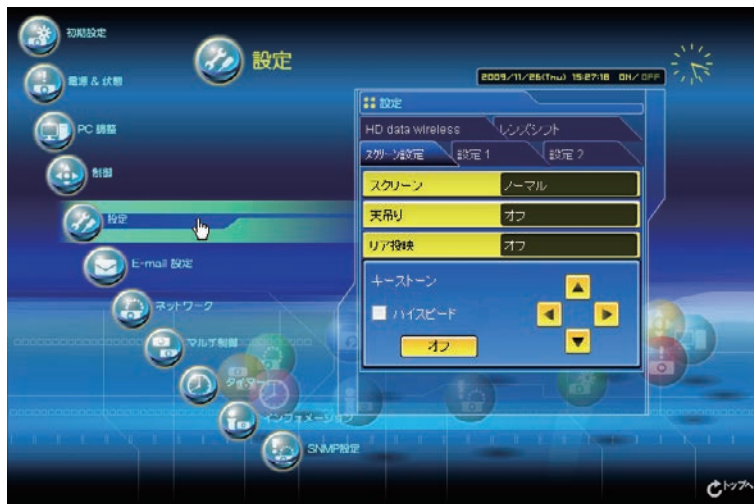 初期設定
設定
電源 & 状態
2009/11/26(Thu) 15:27:18 ON/ OFF
PC 調整
制御
設定
E-mail 設定
ネットワーク
マルチ制御
タイマー
インフォメーション
SNMP設定
設定
HD data wireless レンズシフト
スクリーン設定 設定 1 設定 2
スクリーン ノーマル
天吊り オフ
リア投映 オフ
キーストーン
ハイスピード
オフ
トップへ